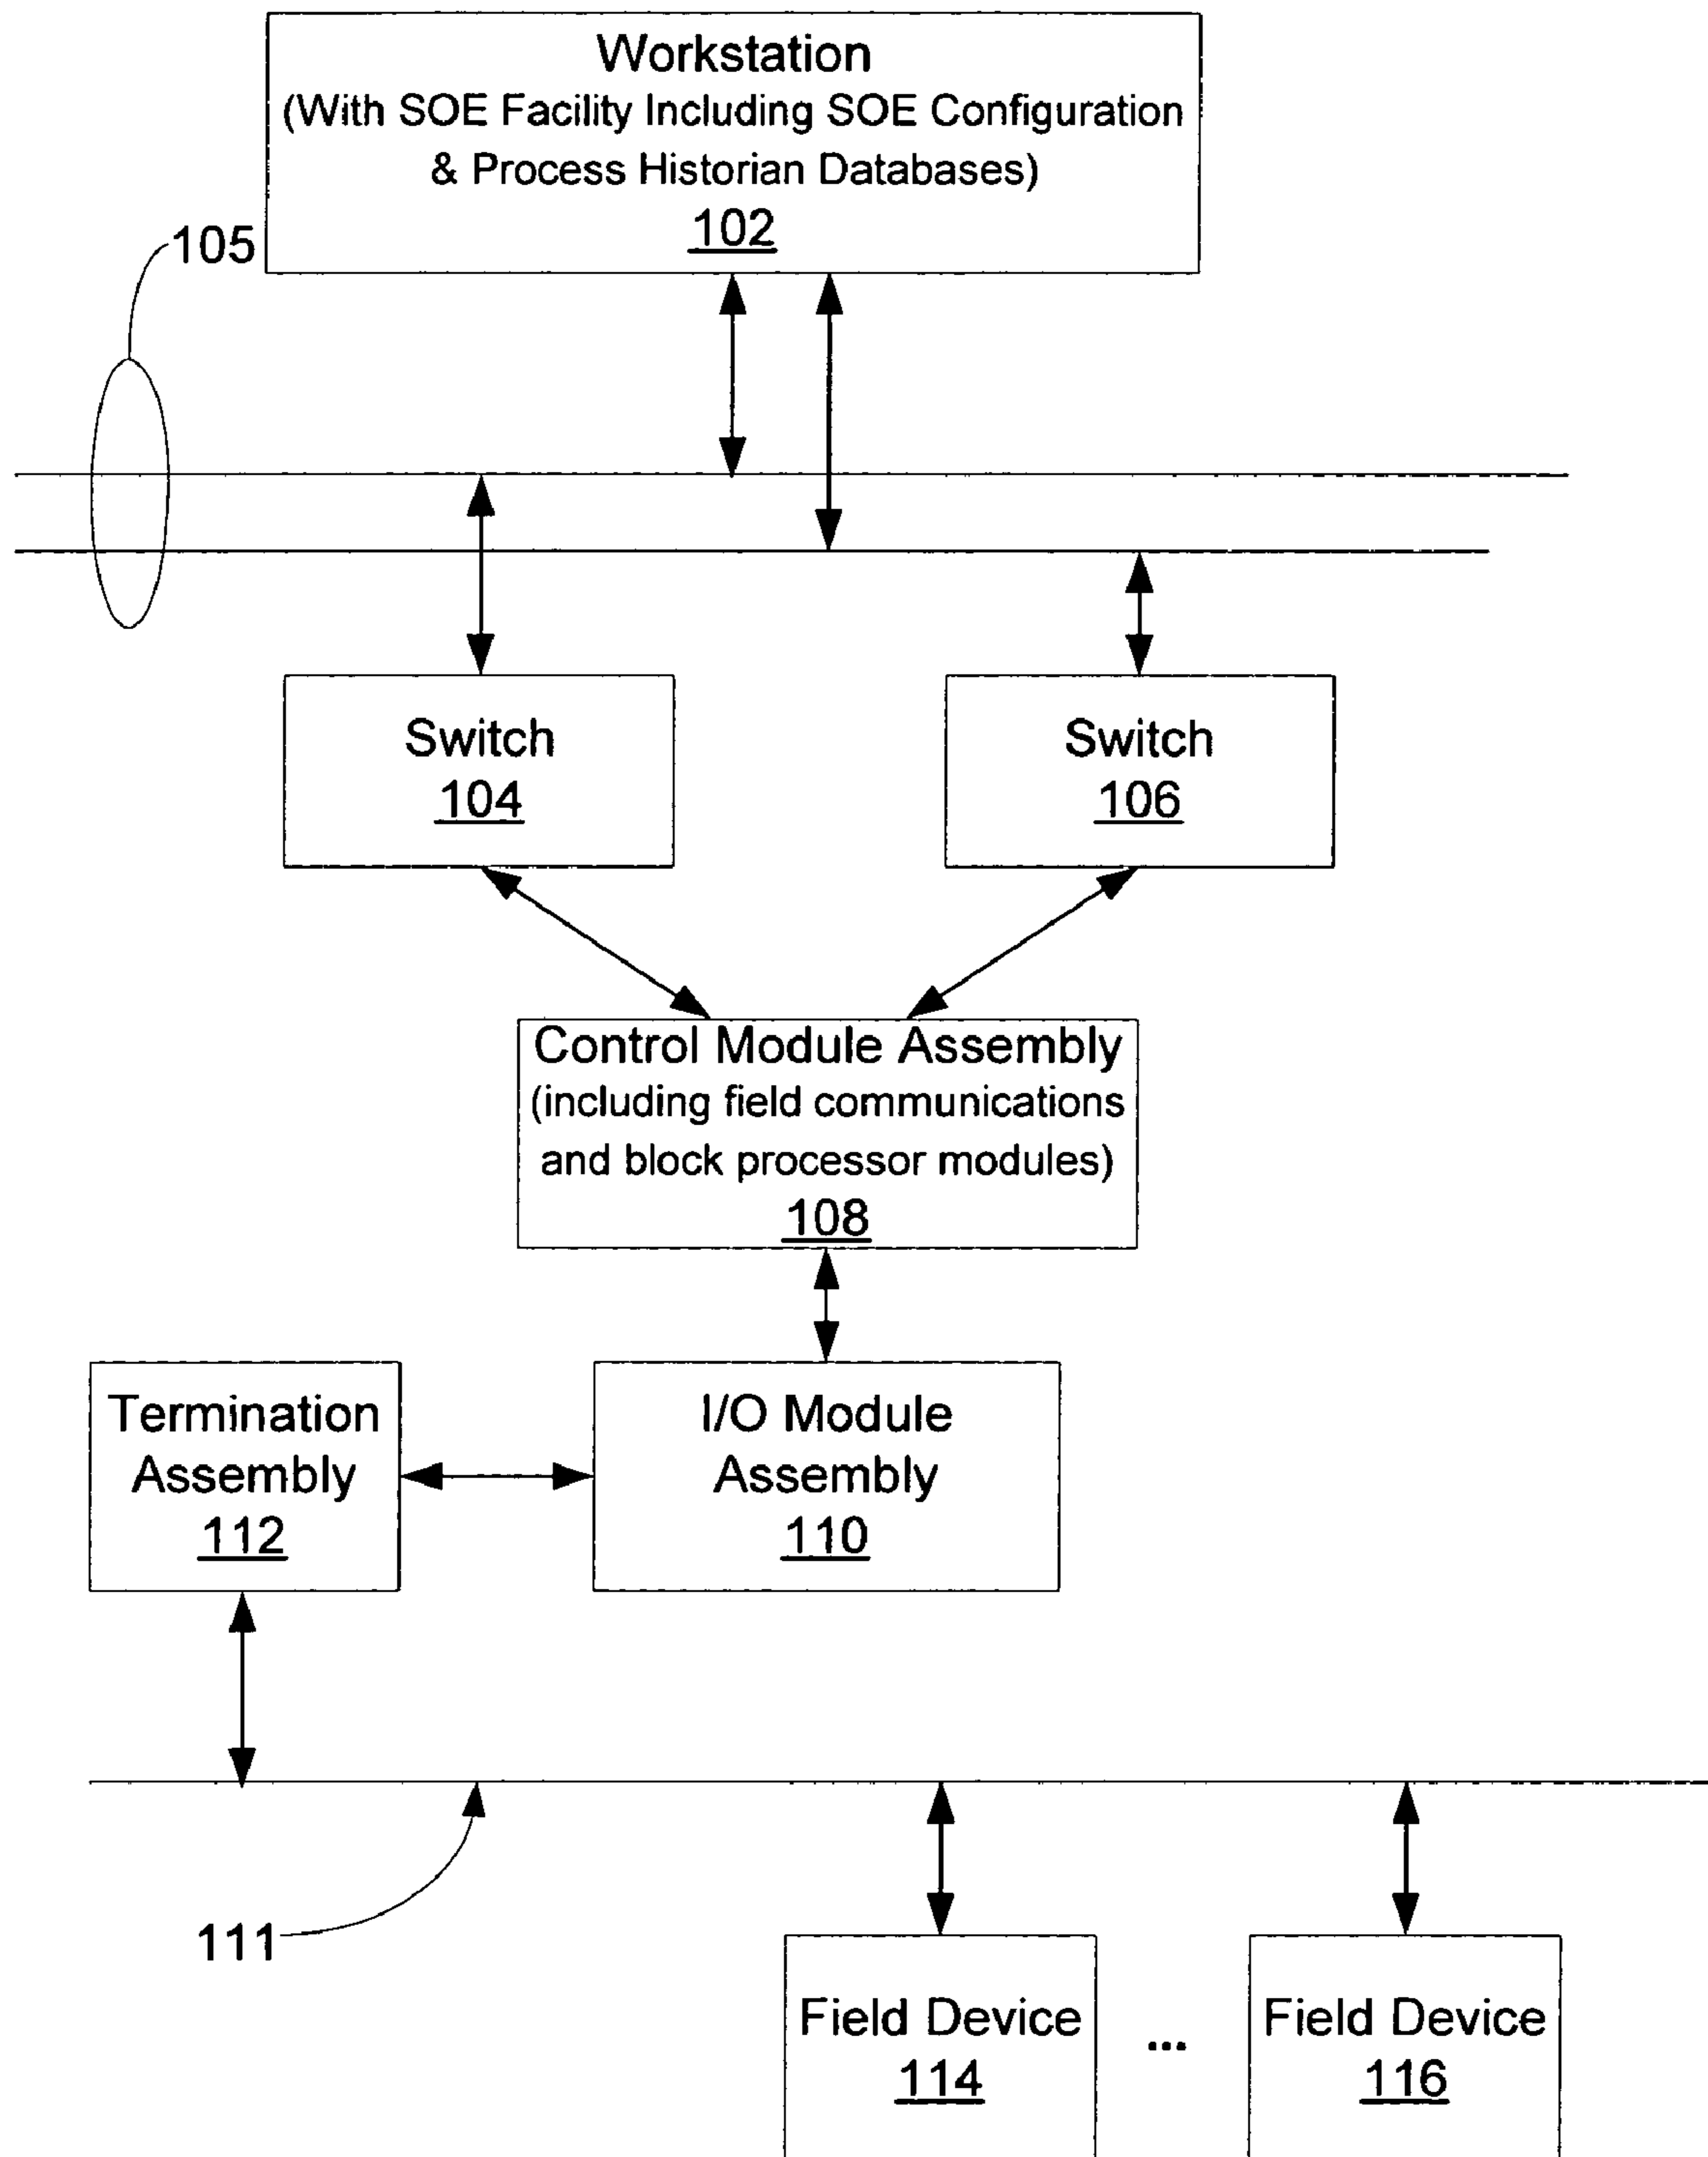 Workstation
(With SOE Facility Including SOE Configuration
& Process Historian Databases)
102
105
Switch
104
Switch
106
Control Module Assembly
(including field communications
and block processor modules)
108
Termination
Assembly
112
I/O Module
Assembly
110
111
Field Device
114
...
Field Device
116